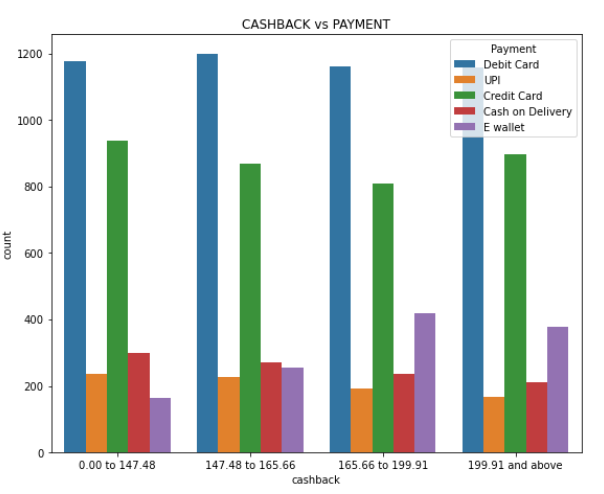 CASHBACK vs PAYMENT
1200
1000
800
600
400
200
0
count
Payment
Debit Card
UPI
Credit Card
Cash on Delivery
E wallet
0.00 to 147.48
147.48 to 165.66
165.66 to 199.91
199.91 and above
cashback